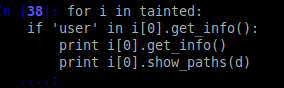 In [38]: for i in tainted:
if 'user' in i[0].get_info():
print i[0].get_info()
print i[0].show_paths(d)
....: